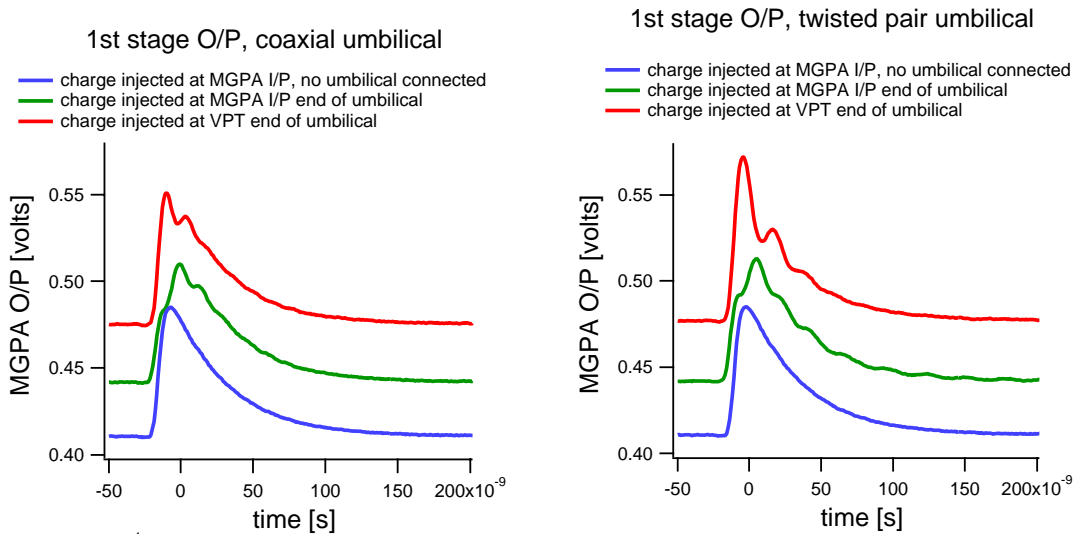 1st stage O/P, coaxial umbilical
charge injected at MGPA I/P, no umbilical connected
charge injected at MGPA I/P end of umbilical
charge injected at VPT end of umbilical
MGPA O/P [volts]
0.55
0.50
0.45
0.40
-50
0
50
100
150
200x10⁻⁹
time [s]
1st stage O/P, twisted pair umbilical
charge injected at MGPA I/P, no umbilical connected
charge injected at MGPA I/P end of umbilical
charge injected at VPT end of umbilical
MGPA O/P [volts]
0.55
0.50
0.45
0.40
-50
0
50
100
150
200x10⁻⁹
time [s]